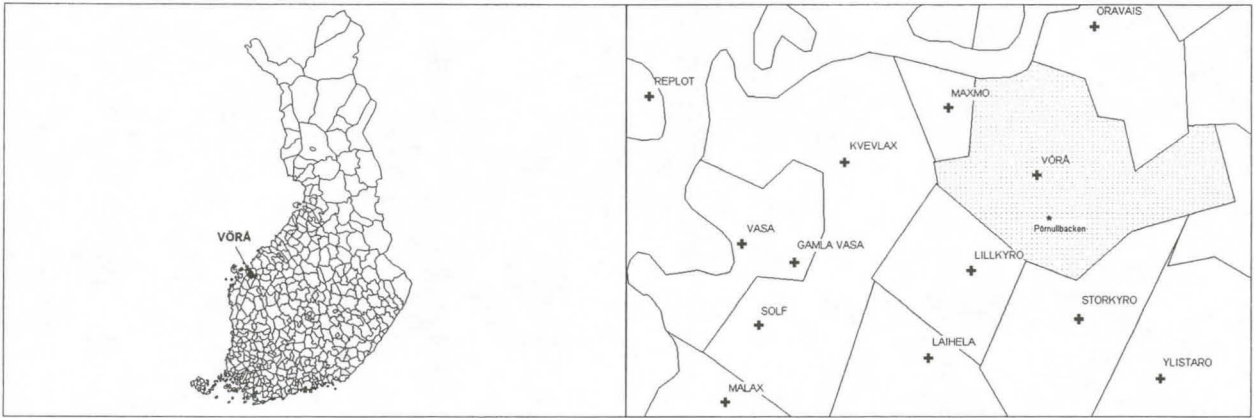 VÖRÅ
ORAVAIS
REPLOT
MAXMO
KVEVLAX
VÖRÅ
Pörnullbacken
VASA
GAMLA VASA
LILLKYRO
SOLF
STORKYRO
LAIHELA
YLISTARO
MALAX